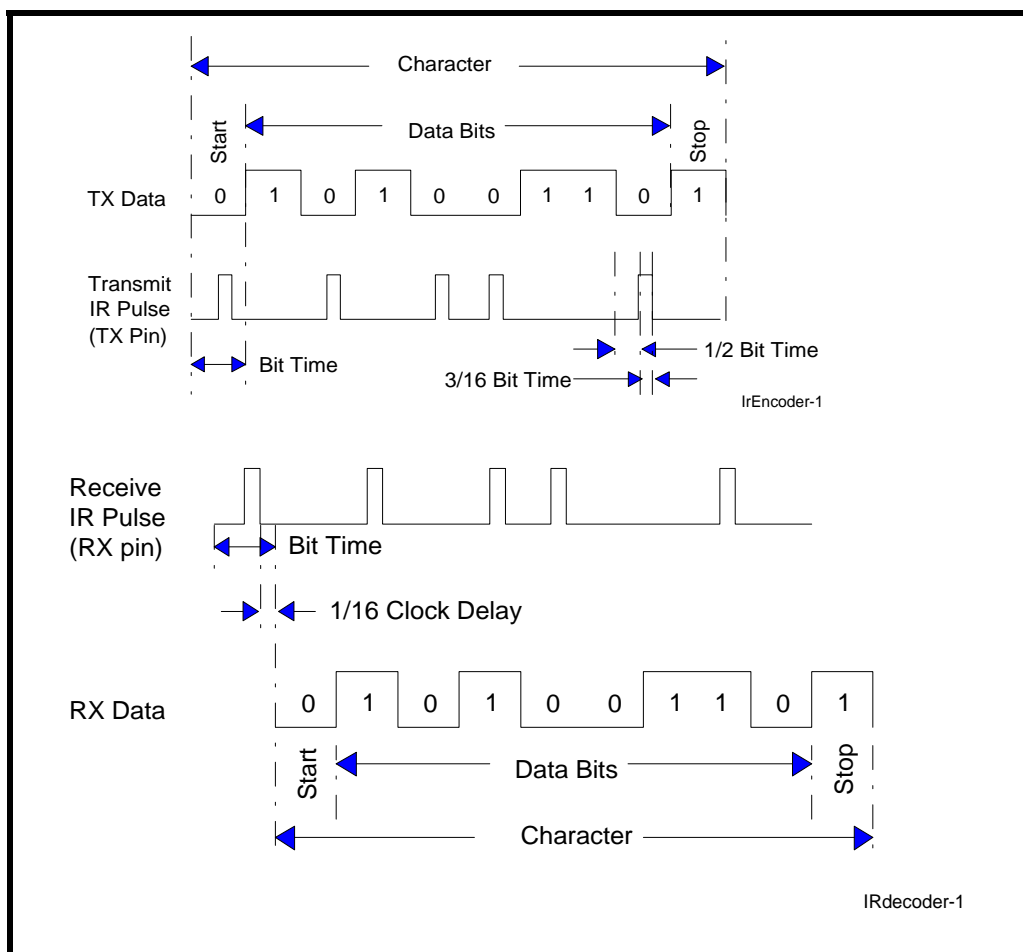 Character
Start
Data Bits
Stop
TX Data
0 1 0 1 0 0 1 1 0 1
Transmit
IR Pulse
(TX Pin)
Bit Time
1/2 Bit Time
3/16 Bit Time
IrEncoder-1
Receive
IR Pulse
(RX pin)
Bit Time
1/16 Clock Delay
RX Data
0 1 0 1 0 0 1 1 0 1
Start
Data Bits
Stop
Character
IRdecoder-1